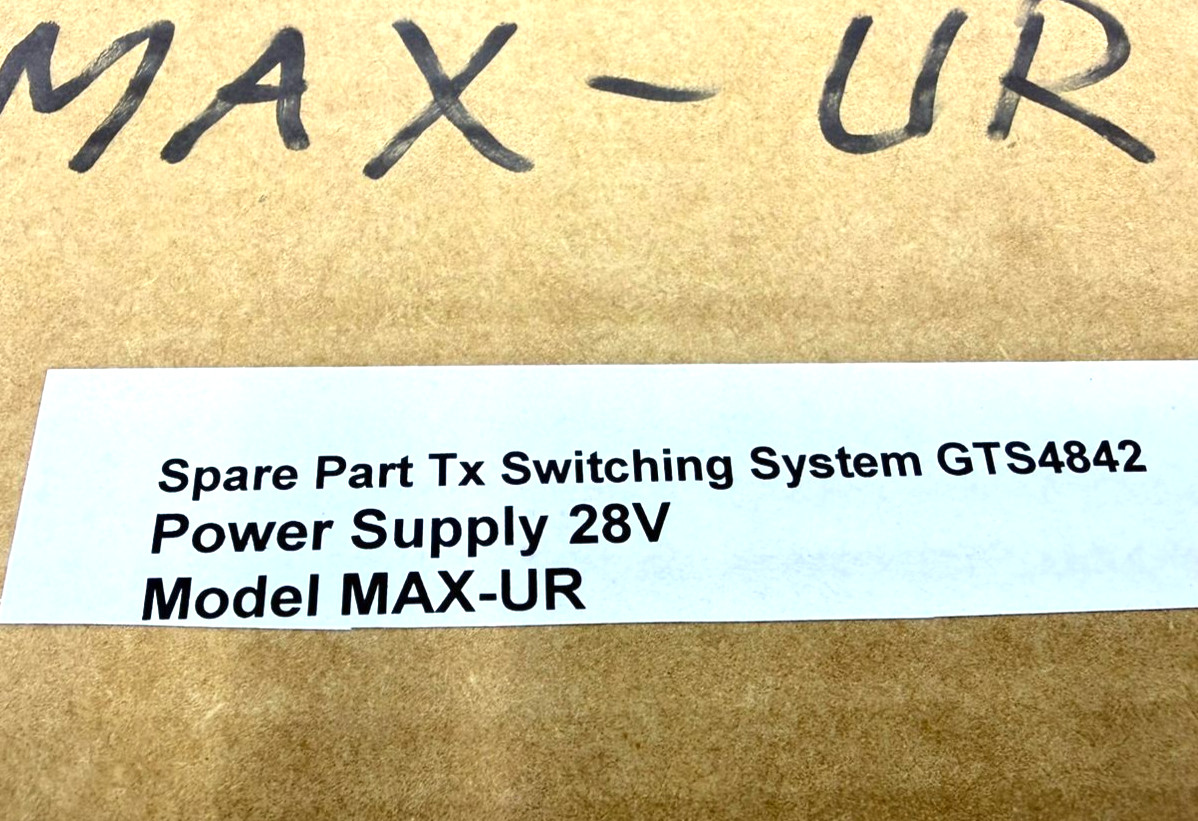 MAX-UR
Spare Part Tx Switching System GTS4842
Power Supply 28V
Model MAX-UR